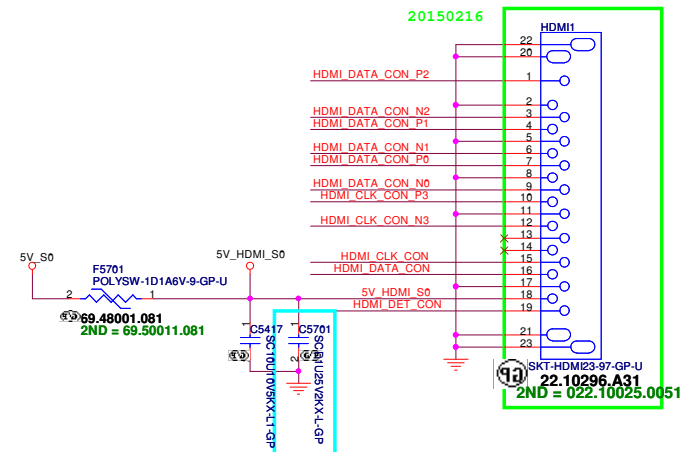 20150216
HDMI1
22
20
HDMI_DATA_CON_P2 1
2
HDMI_DATA_CON_N2 3
HDMI_DATA_CON_P1 4
5
HDMI_DATA_CON_N1 6
HDMI_DATA_CON_P0 7
8
HDMI_DATA_CON_N0 9
HDMI_CLK_CON_P3 10
11
HDMI_CLK_CON_N3 12
13
14
HDMI_CLK_CON 15
HDMI_DATA_CON 16
17
5V_HDMI_S0 18
HDMI_DET_CON 19
21
23
5V_S0
5V_HDMI_S0
F5701
POLYSW-1D1A6V-9-GP-U
2 1
69.48001.081
2ND = 69.50011.081
C5417
SC10U10V5KX-L1-GP
C5701
2
GP
SKT-HDMI23-97-GP-U
22.10296.A31
2ND = 022.10025.0051